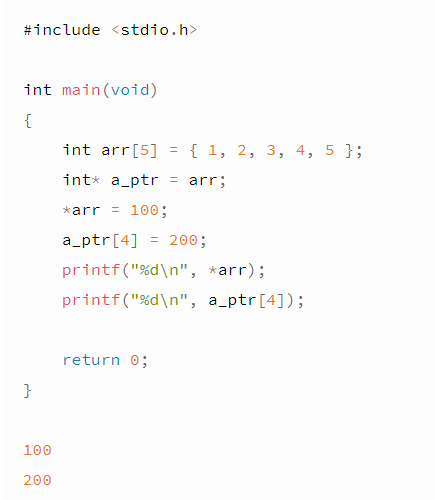 #include <stdio.h>

int main(void)
{
    int arr[5] = { 1, 2, 3, 4, 5 };
    int* a_ptr = arr;
    *arr = 100;
    a_ptr[4] = 200;
    printf("%d\n", *arr);
    printf("%d\n", a_ptr[4]);

    return 0;
}

100
200